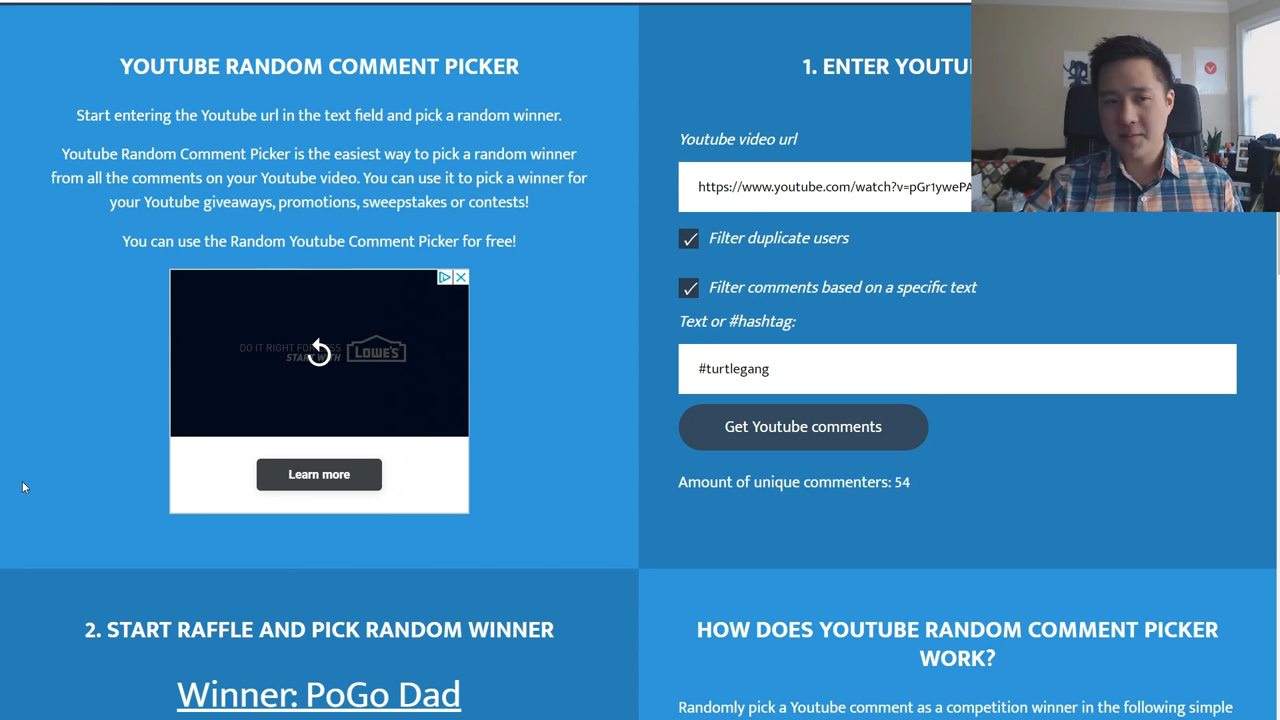 YOUTUBE RANDOM COMMENT PICKER
Start entering the Youtube url in the text field and pick a random winner.
Youtube Random Comment Picker is the easiest way to pick a random winner
from all the comments on your Youtube video. You can use it to pick a winner for
your Youtube giveaways, promotions, sweepstakes or contests!
You can use the Random Youtube Comment Picker for free!
LOWE'S
Learn more
1. ENTER YOUTU
Youtube video url
https://www.youtube.com/watch?v=pGr1ywePA
Filter duplicate users
Filter comments based on a specific text
Text or #hashtag:
#turtlegang
Get Youtube comments
Amount of unique commenters: 54
2. START RAFFLE AND PICK RANDOM WINNER
Winner: PoGo Dad
HOW DOES YOUTUBE RANDOM COMMENT PICKER
WORK?
Randomly pick a Youtube comment as a competition winner in the following simple